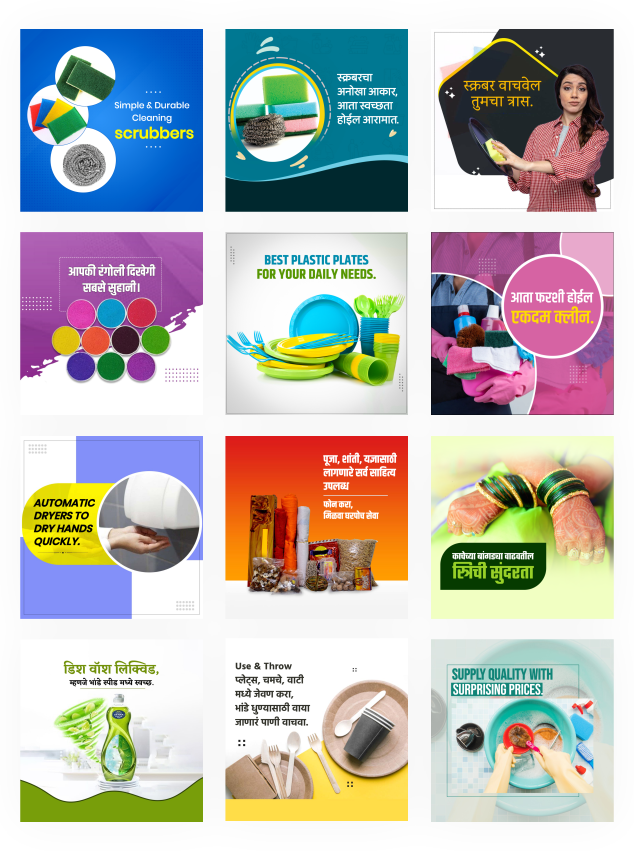 Simple & Durable
Cleaning
scrubbers
स्क्रबरचा
अनोखा आकार,
आता स्वच्छता
होईल आरामात.
स्क्रबर वाचवेल
तुमचा त्रास.
आपकी रंगोली दिखेगी
सबसे सुहानी।
BEST PLASTIC PLATES
FOR YOUR DAILY NEEDS.
आता फरशी होईल
एकदम क्लीन.
AUTOMATIC
DRYERS TO
DRY HANDS
QUICKLY.
पूजा, शांती, यज्ञासाठी
लागणारे सर्व साहित्य
उपलब्ध
फोन करा,
मिळवा घरपोच सेवा
काचेच्या बांगड्या वाढवतील
स्त्रिची सुंदरता
डिश वॉश लिक्विड,
म्हणजे भांडे स्पीड मध्ये स्वच्छ.
Use & Throw
प्लेट्स, चमचे, वाटी
मध्ये जेवण करा,
भांडे धुण्यासाठी वाया
जाणारं पाणी वाचवा.
SUPPLY QUALITY WITH
SURPRISING PRICES.